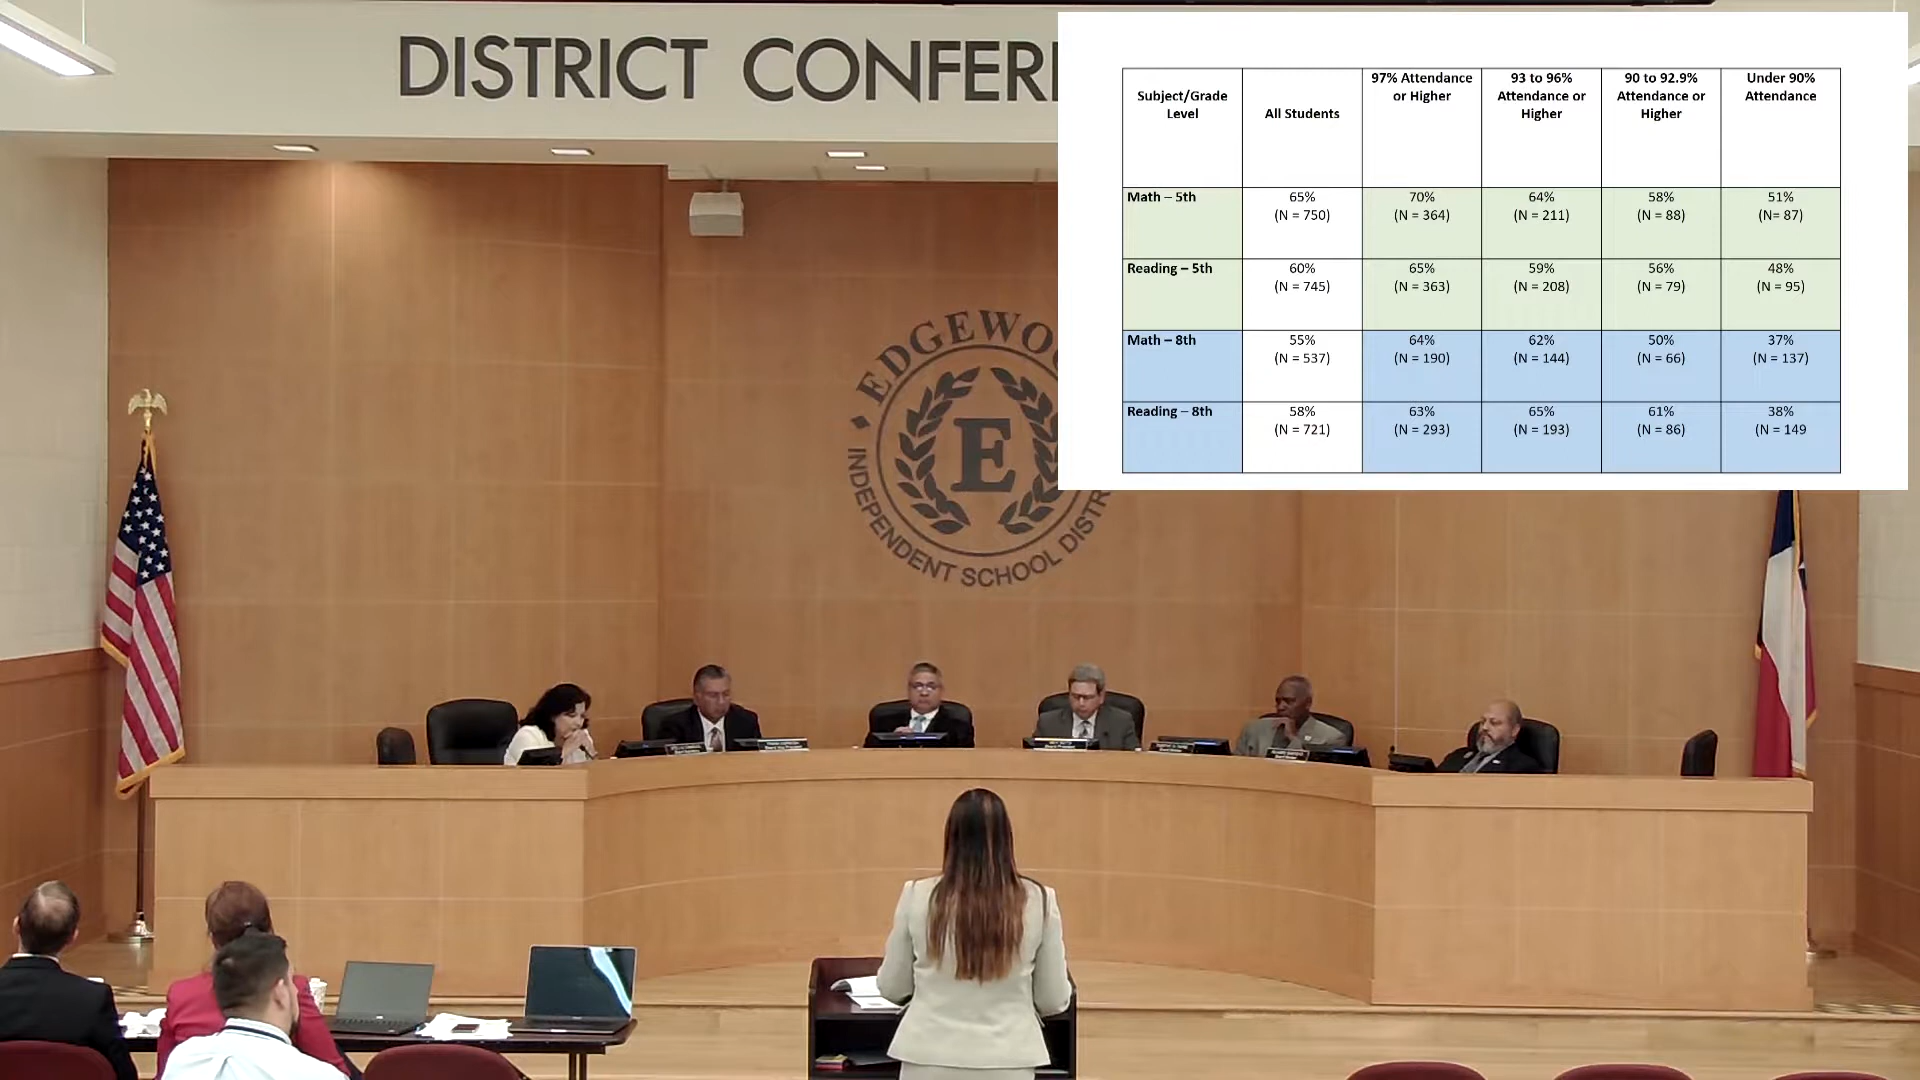 DISTRICT CONFER
Subject/Grade
Level
All Students
97% Attendance
or Higher
93 to 96%
Attendance or
Higher
90 to 92.9%
Attendance or
Higher
Under 90%
Attendance
Math – 5th
65%
(N = 750)
70%
(N = 364)
64%
(N = 211)
58%
(N = 88)
51%
(N= 87)
Reading – 5th
60%
(N = 745)
65%
(N = 363)
59%
(N = 208)
56%
(N = 79)
48%
(N = 95)
Math – 8th
55%
(N = 537)
64%
(N = 190)
62%
(N = 144)
50%
(N = 66)
37%
(N = 137)
Reading – 8th
58%
(N = 721)
63%
(N = 293)
65%
(N = 193)
61%
(N = 86)
38%
(N = 149
EDGEWO
E
INDEPENDENT SCHOOL DISTR